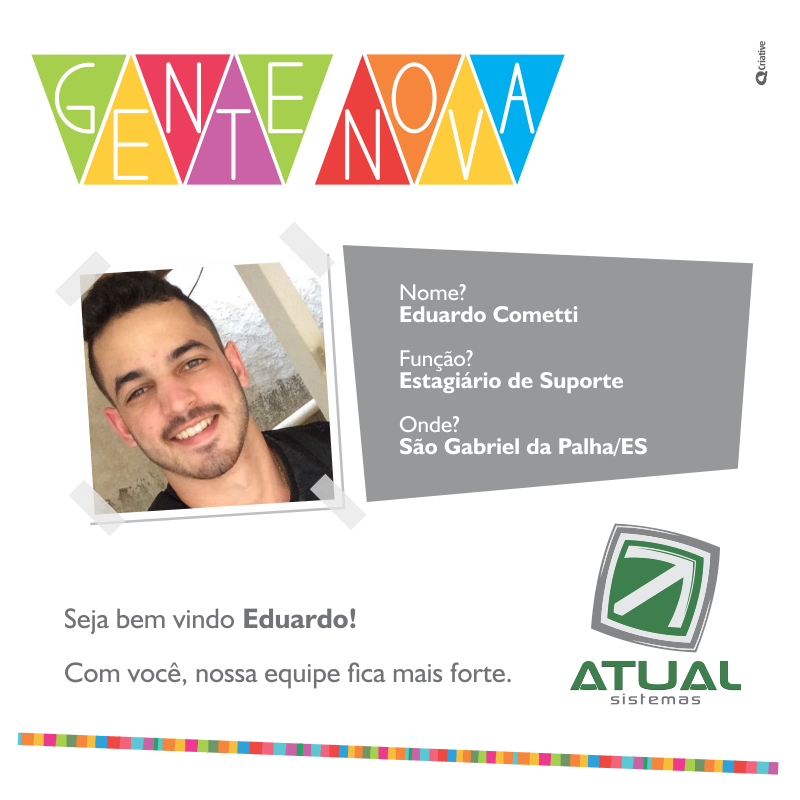 GENTE NOVA
Criative
Nome?
Eduardo Cometti
Função?
Estagiário de Suporte
Onde?
São Gabriel da Palha/ES
Seja bem vindo Eduardo!
Com você, nossa equipe fica mais forte.
ATUAL
sistemas